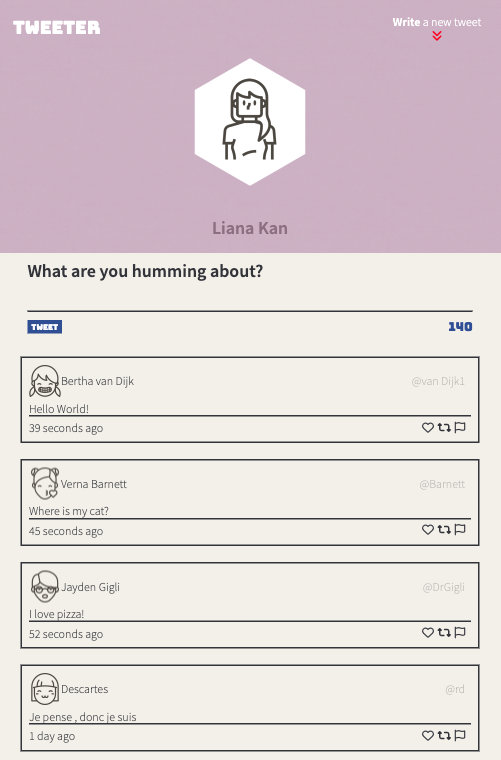 TWEETER
Write a new tweet
Liana Kan
What are you humming about?
TWEET 140
Bertha van Dijk @van Dijk1
Hello World!
39 seconds ago
Verna Barnett @Barnett
Where is my cat?
45 seconds ago
Jayden Gigli @DrGigli
I love pizza!
52 seconds ago
Descartes @rd
Je pense , donc je suis
1 day ago